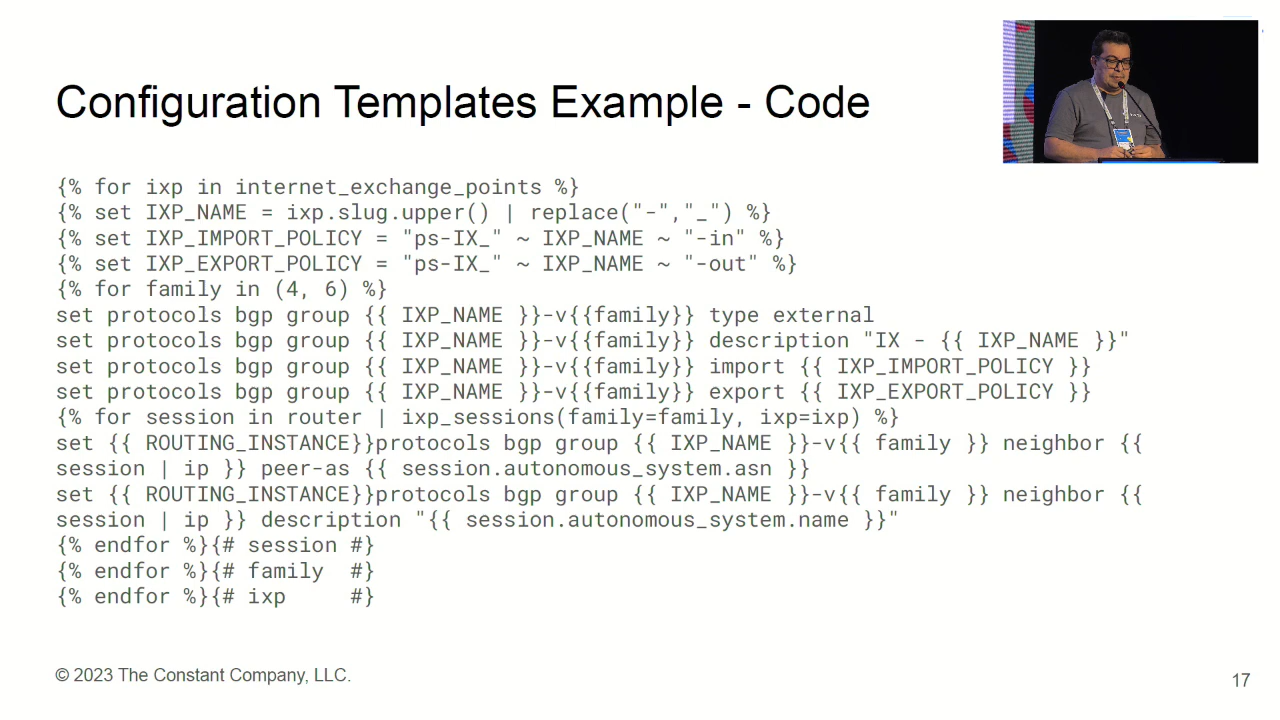 Configuration Templates Example - Code
{% for ixp in internet_exchange_points %}
{% set IXP_NAME = ixp.slug.upper() | replace("-","_") %}
{% set IXP_IMPORT_POLICY = "ps-IX_" ~ IXP_NAME ~ "-in" %}
{% set IXP_EXPORT_POLICY = "ps-IX_" ~ IXP_NAME ~ "-out" %}
{% for family in (4, 6) %}
set protocols bgp group {{ IXP_NAME }}-v{{family}} type external
set protocols bgp group {{ IXP_NAME }}-v{{family}} description "IX - {{ IXP_NAME }}"
set protocols bgp group {{ IXP_NAME }}-v{{family}} import {{ IXP_IMPORT_POLICY }}
set protocols bgp group {{ IXP_NAME }}-v{{family}} export {{ IXP_EXPORT_POLICY }}
{% for session in router | ixp_sessions(family=family, ixp=ixp) %}
set {{ ROUTING_INSTANCE}}protocols bgp group {{ IXP_NAME }}-v{{ family }} neighbor {{
session | ip }} peer-as {{ session.autonomous_system.asn }}
set {{ ROUTING_INSTANCE}}protocols bgp group {{ IXP_NAME }}-v{{ family }} neighbor {{
session | ip }} description "{{ session.autonomous_system.name }}"
{% endfor %}{# session #}
{% endfor %}{# family  #}
{% endfor %}{# ixp     #}
© 2023 The Constant Company, LLC.
17